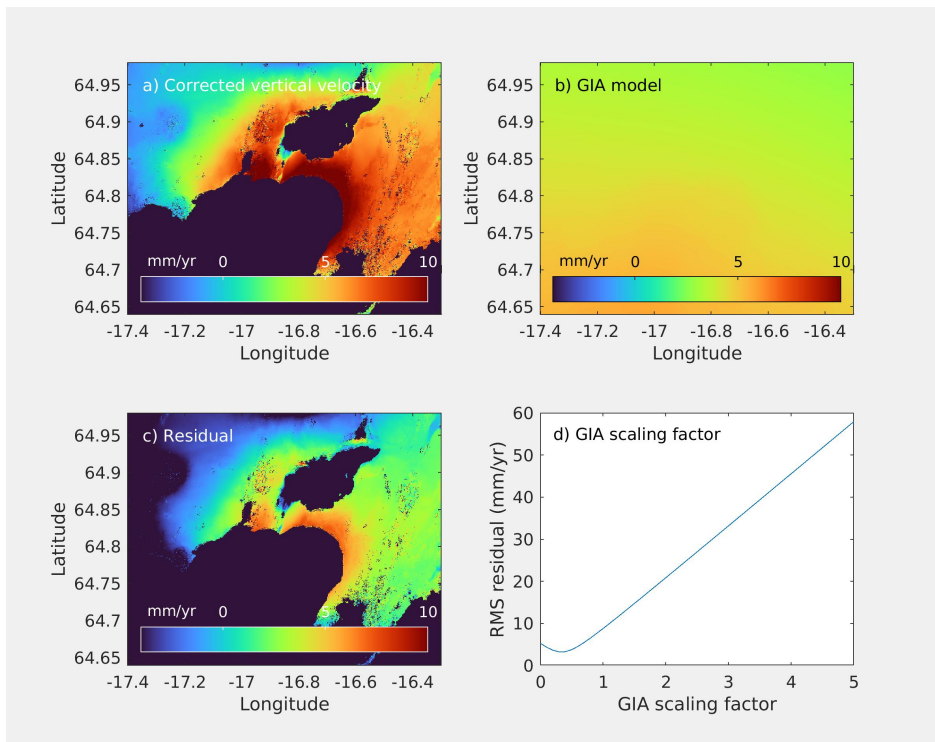 a) Corrected vertical velocity
64.95
64.9
64.85
64.8
64.75
64.7
64.65
Latitude
mm/yr 0 5 10
-17.4 -17.2 -17 -16.8 -16.6 -16.4
Longitude
b) GIA model
64.95
64.9
64.85
64.8
64.75
64.7
64.65
Latitude
mm/yr 0 5 10
-17.4 -17.2 -17 -16.8 -16.6 -16.4
Longitude
c) Residual
64.95
64.9
64.85
64.8
64.75
64.7
64.65
Latitude
mm/yr 0 5 10
-17.4 -17.2 -17 -16.8 -16.6 -16.4
Longitude
d) GIA scaling factor
60
50
40
30
20
10
0
RMS residual (mm/yr)
0 1 2 3 4 5
GIA scaling factor